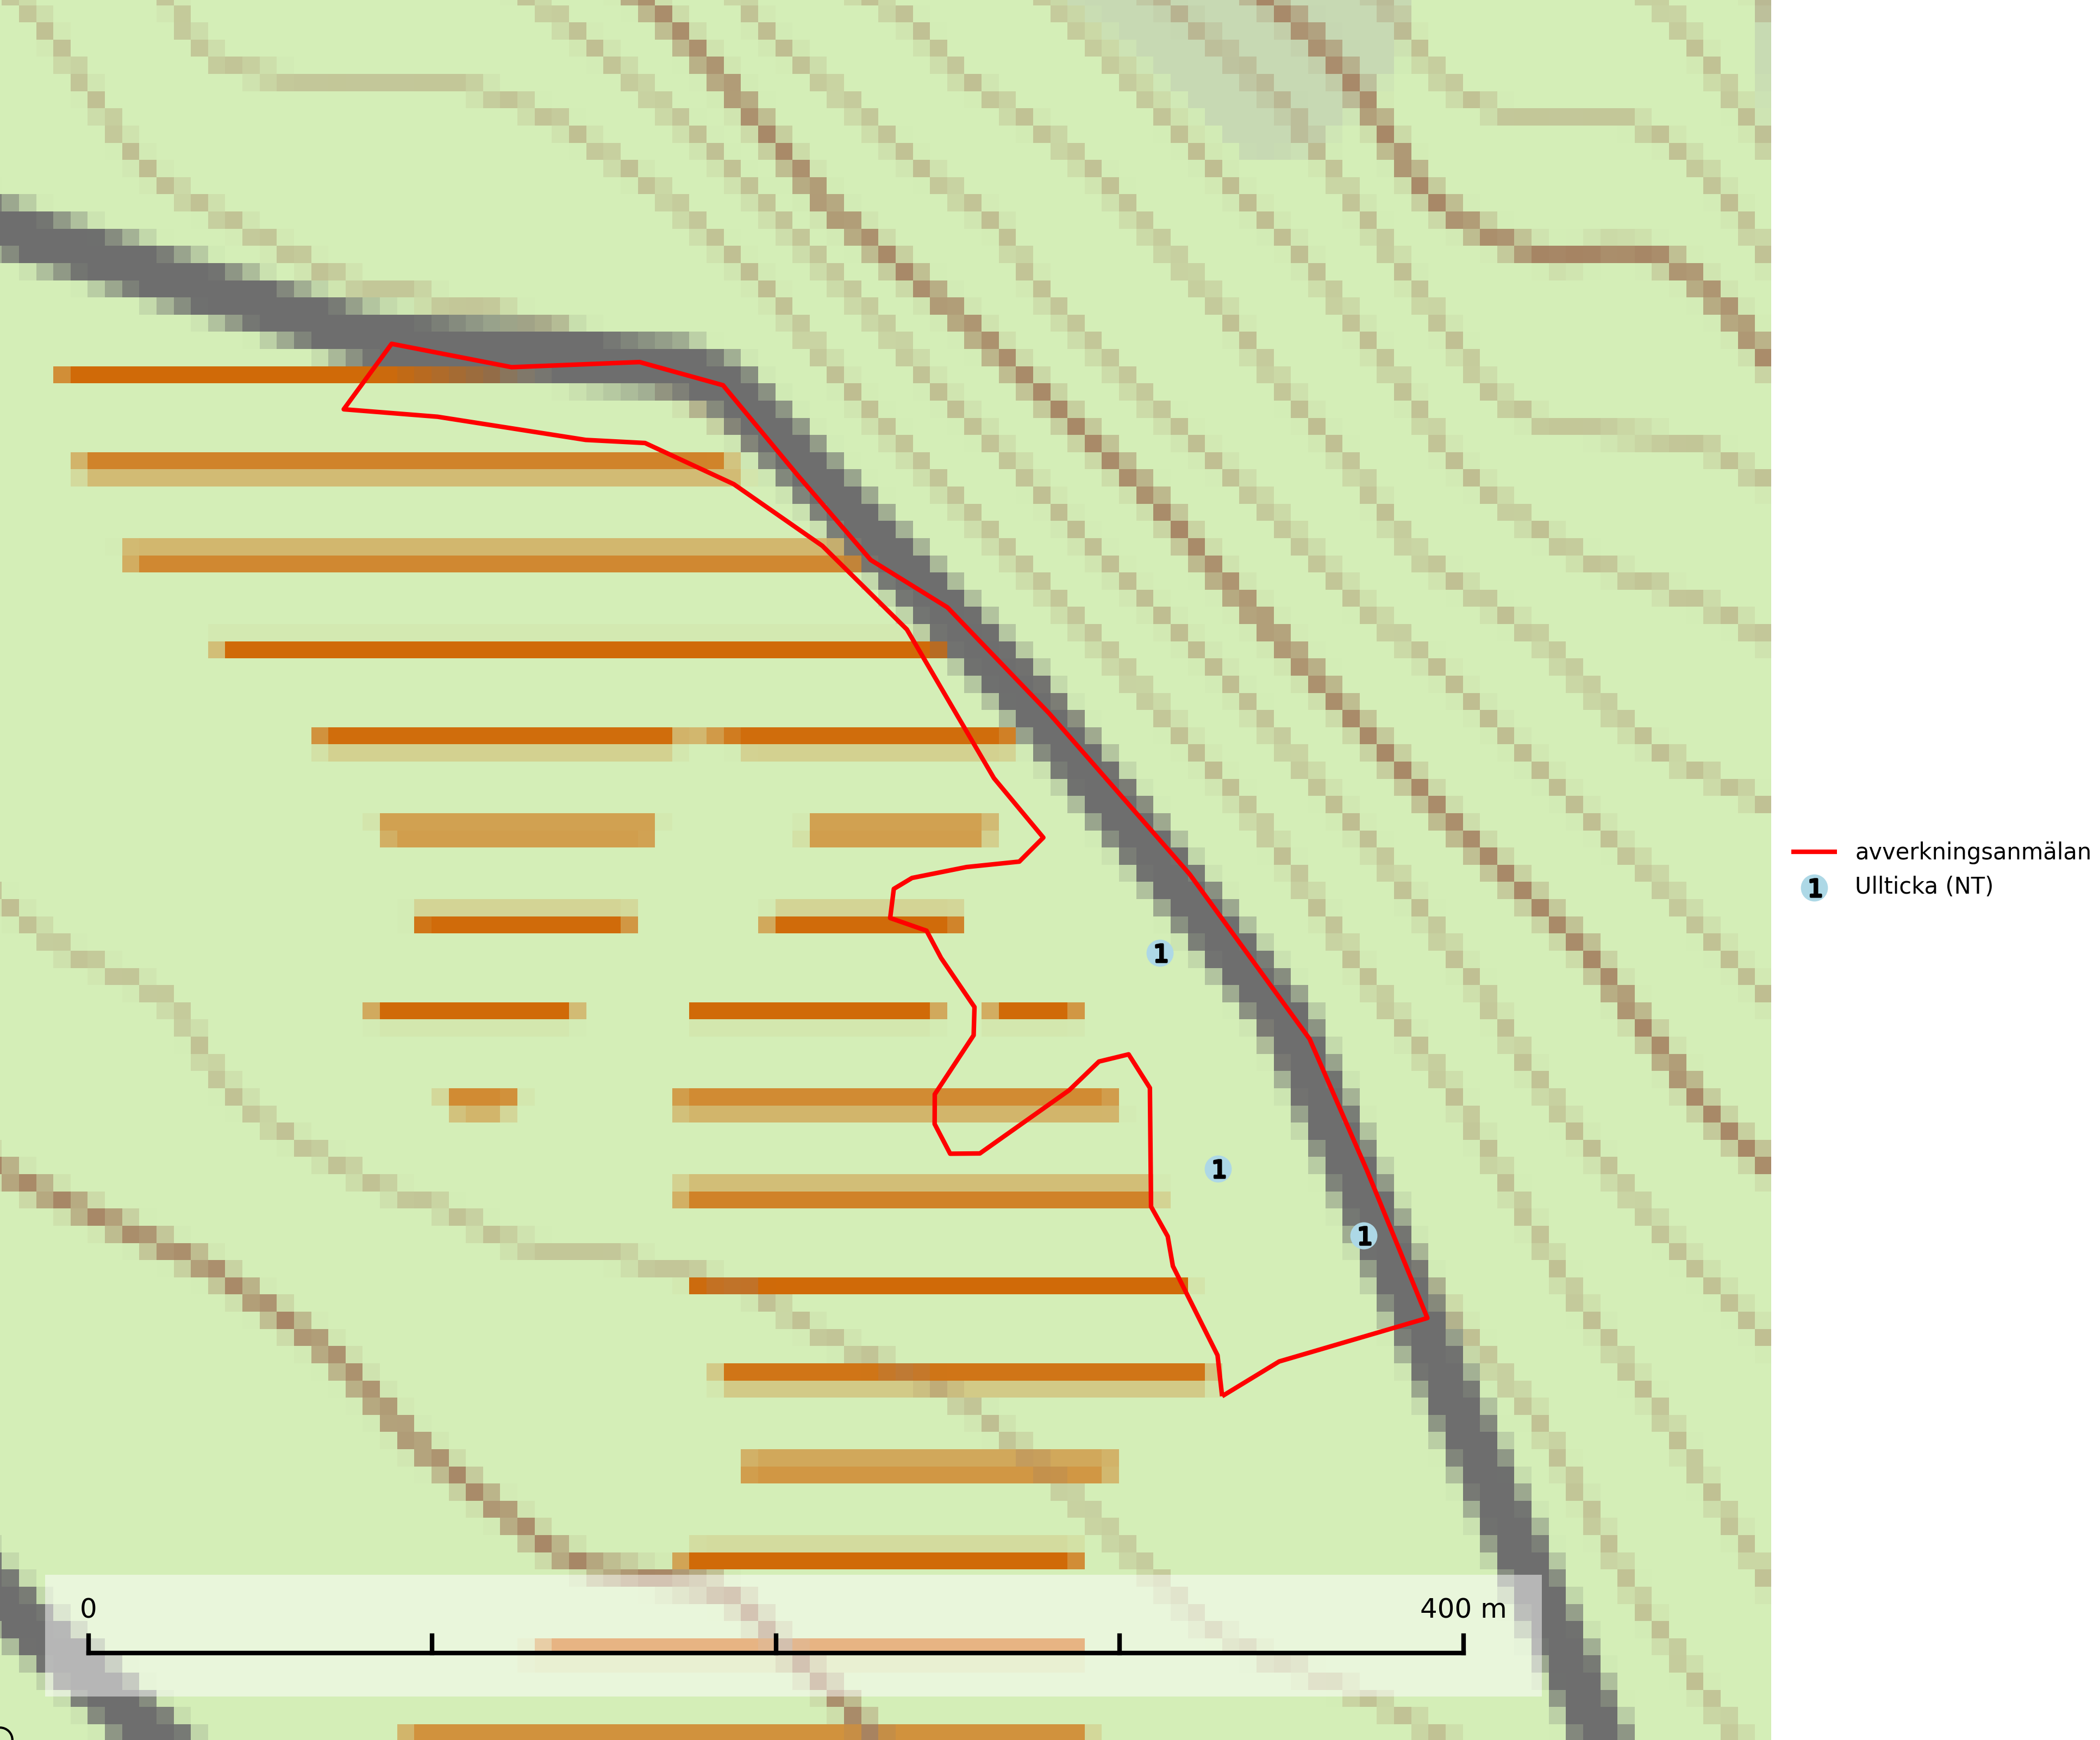 avverkningsanmälan
1 Ullticka (NT)
1
1
1
0 400 m